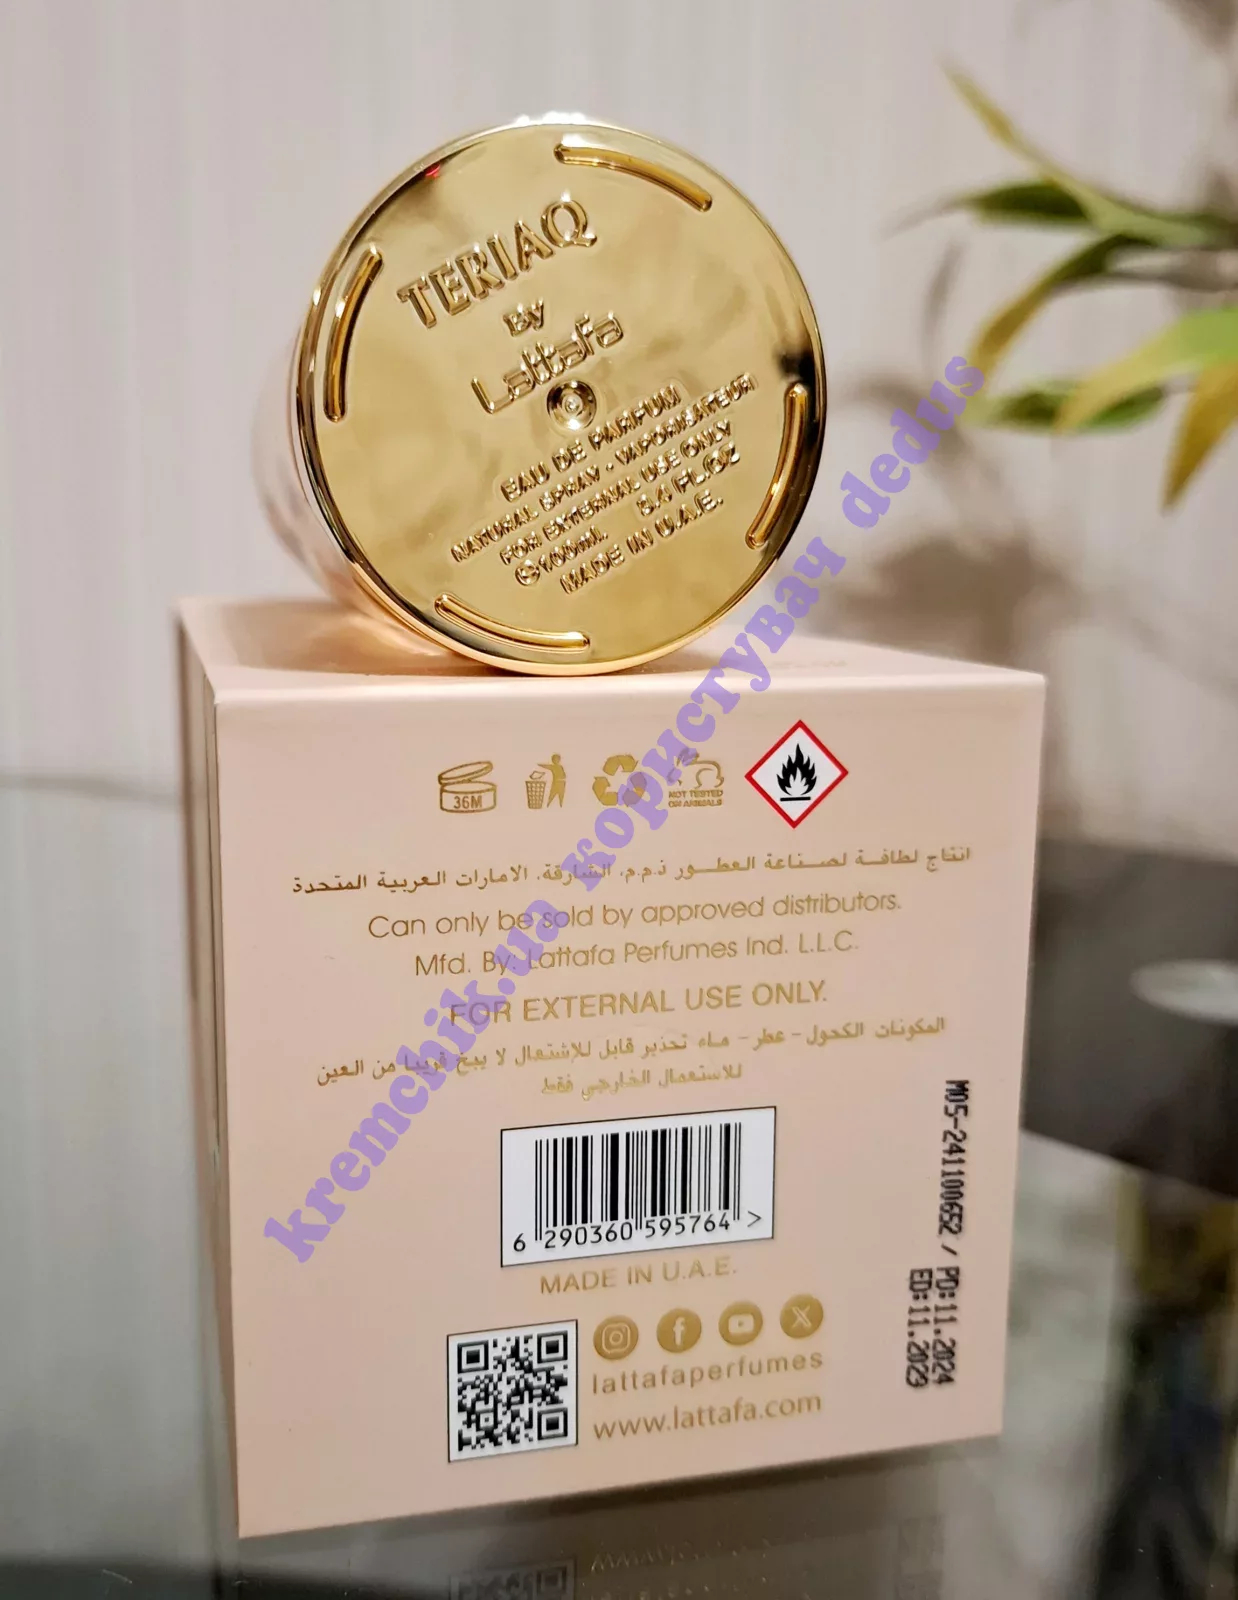 TERIAQ
By
Lattafa
EAU DE PARFUM
NATURAL SPRAY - VAPORISATEUR
FOR EXTERNAL USE ONLY
℮100mL 3.4 FL.OZ
MADE IN U.A.E.
36M
NOT TESTED
ON ANIMALS
انتاج لطافة لصناعة العطور ذ.م.م. الشارقة. الامارات العربية المتحدة
Can only be sold by approved distributors.
Mfd. By: Lattafa Perfumes Ind. L.L.C.
FOR EXTERNAL USE ONLY.
المكونات الكحول - عطر - ماء تحذير قابل للإشتعال لا يبخ قريبا من العين
للاستعمال الخارجي فقط
6 290360 595764 >
MADE IN U.A.E.
lattafaperfumes
www.lattafa.com
M05-241100652 / PD:11.2024
ED:11.2029
kremchik.ua користувач dedus